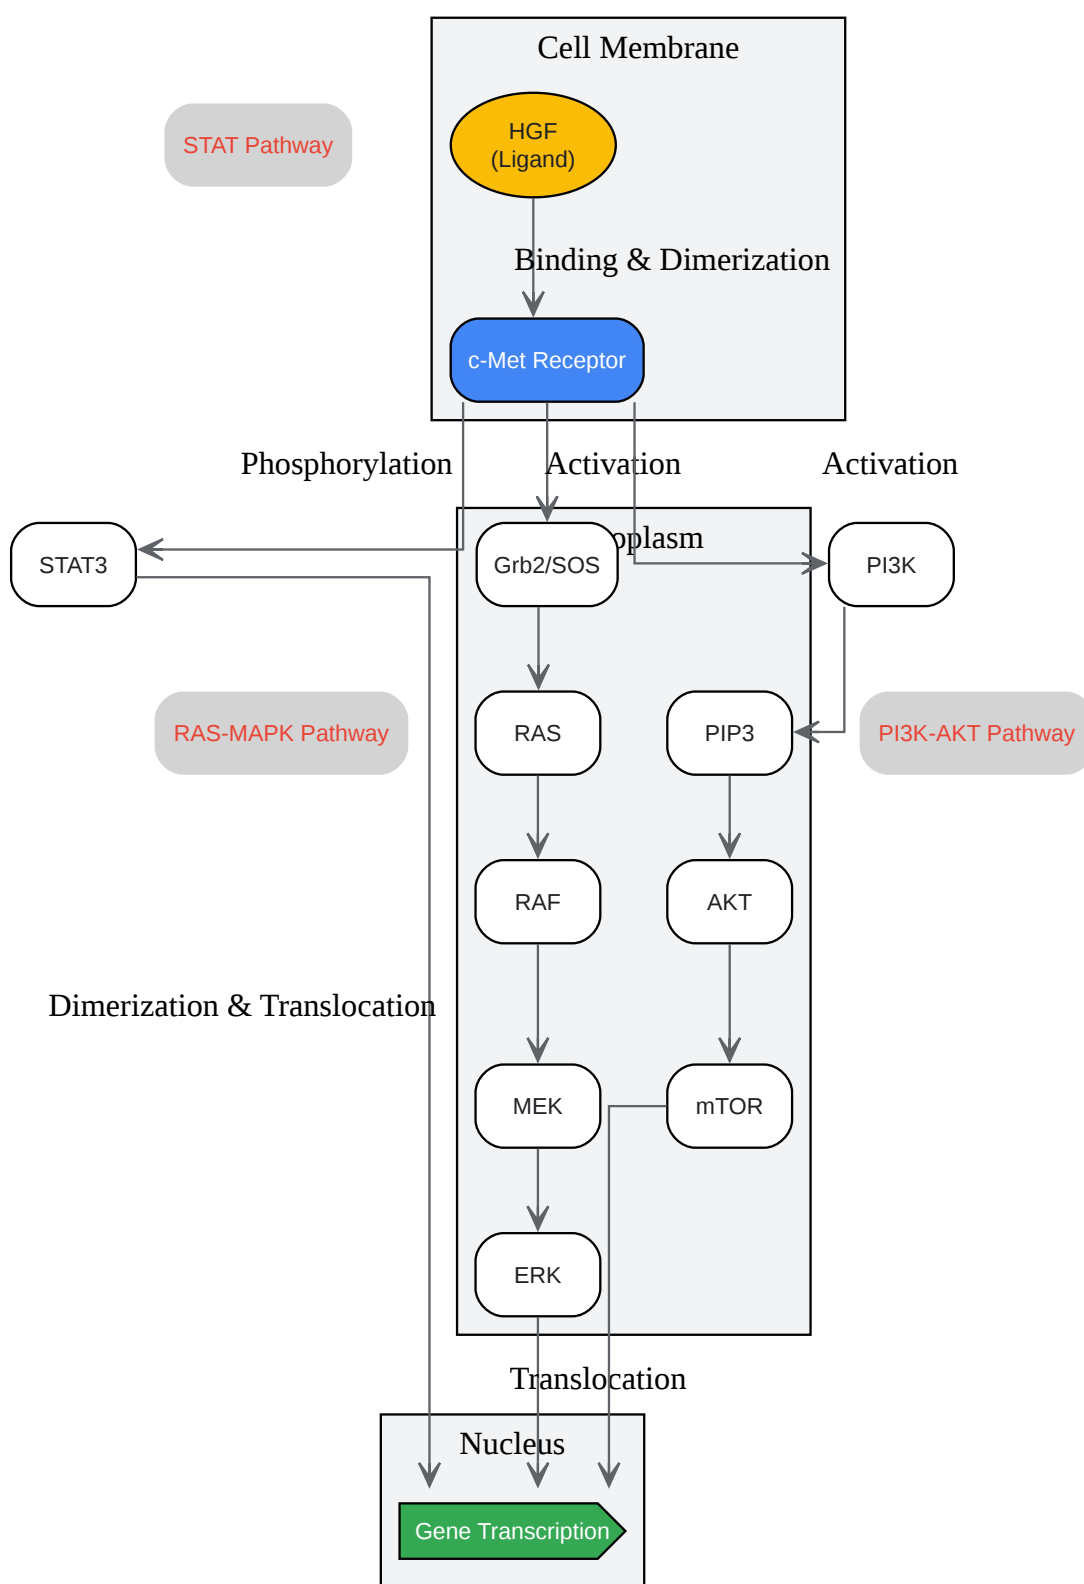 Cell Membrane
STAT Pathway
HGF
(Ligand)
Binding & Dimerization
c-Met Receptor
Phosphorylation
Activation
Activation
oplasm
STAT3
Grb2/SOS
PI3K
RAS-MAPK Pathway
RAS
PIP3
PI3K-AKT Pathway
RAF
AKT
Dimerization & Translocation
MEK
mTOR
ERK
Translocation
Nucleus
Gene Transcription